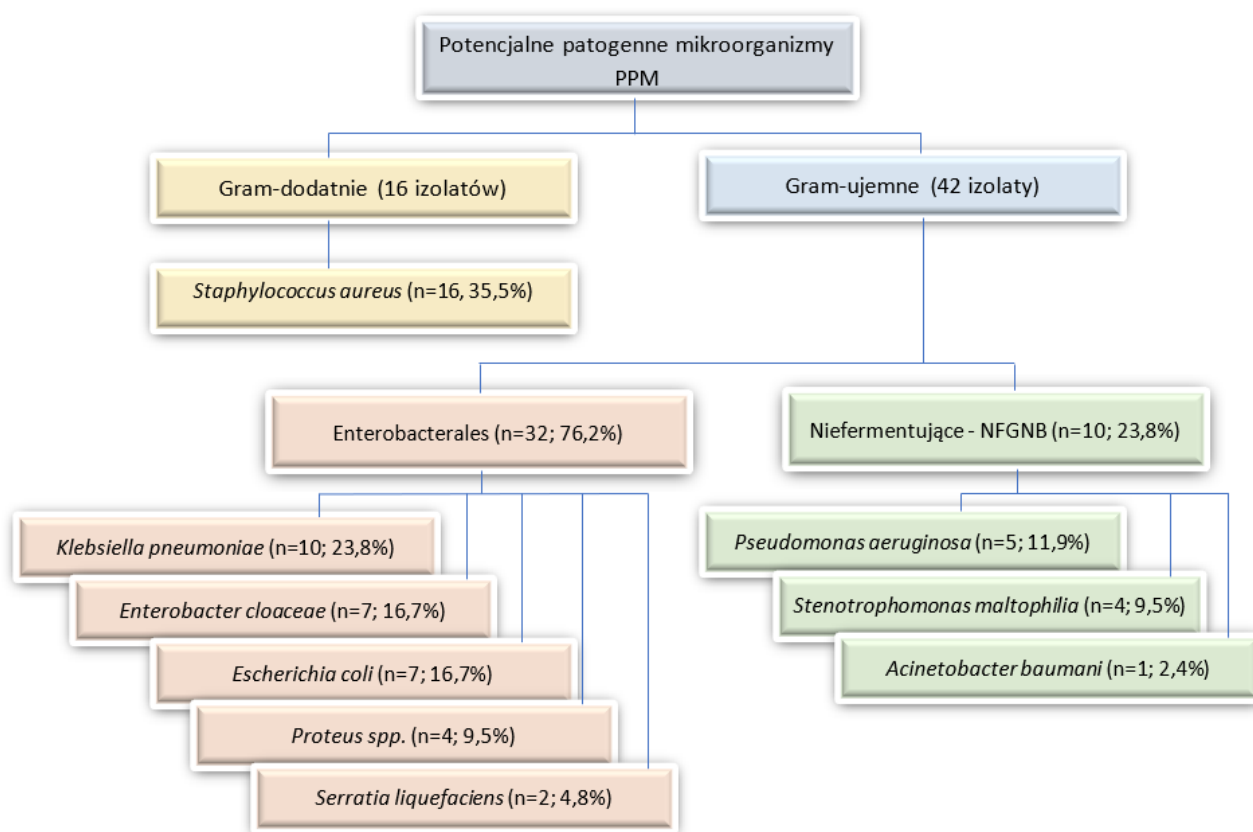 Potencjalne patogenne mikroorganizmy
PPM
Gram-dodatnie (16 izolatów)
Gram-ujemne (42 izolaty)
Staphylococcus aureus (n=16, 35,5%)
Enterobacterales (n=32; 76,2%)
Niefermentujące - NFGNB (n=10; 23,8%)
Klebsiella pneumoniae (n=10; 23,8%)
Enterobacter cloaceae (n=7; 16,7%)
Escherichia coli (n=7; 16,7%)
Proteus spp. (n=4; 9,5%)
Serratia liquefaciens (n=2; 4,8%)
Pseudomonas aeruginosa (n=5; 11,9%)
Stenotrophomonas maltophilia (n=4; 9,5%)
Acinetobacter baumani (n=1; 2,4%)